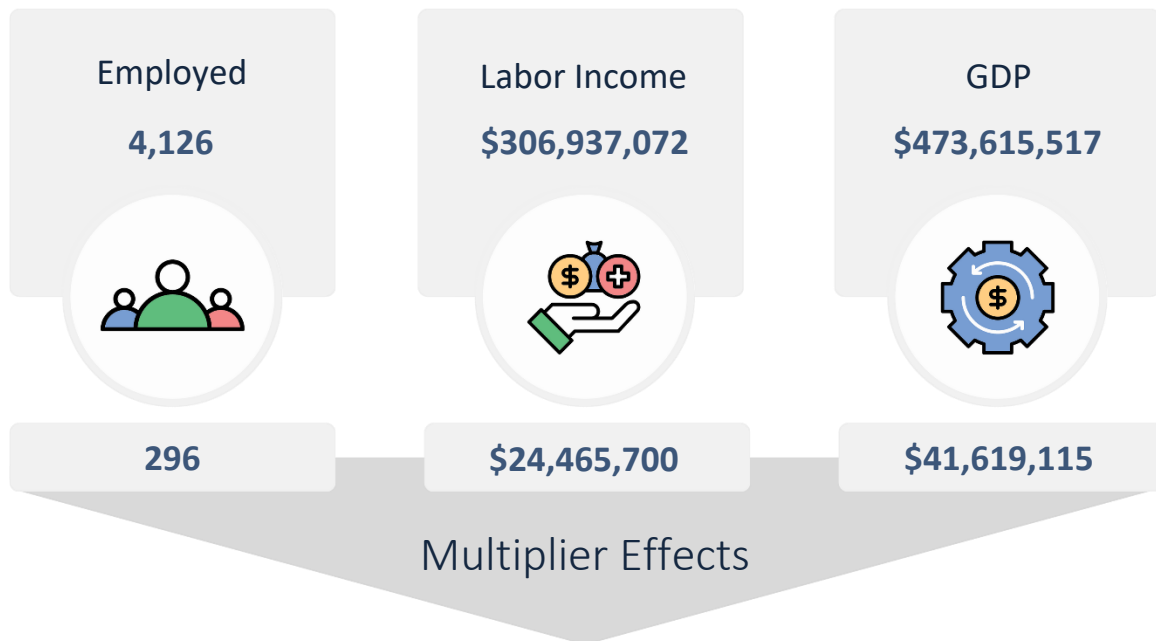 Employed
4,126
Labor Income
$306,937,072
GDP
$473,615,517
$
$
296
$24,465,700
$41,619,115
Multiplier Effects